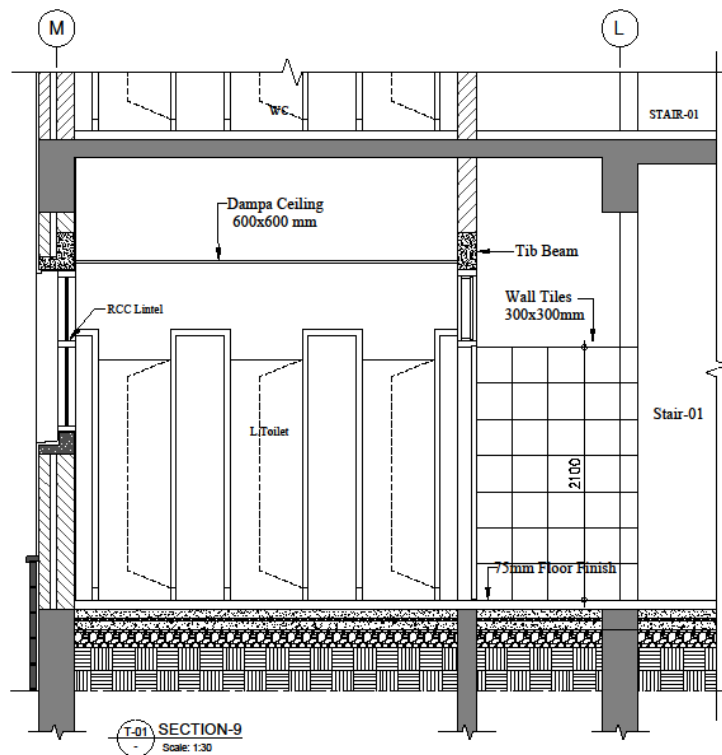 M
L
WC
STAIR-01
Dampa Ceiling
600x600 mm
Tib Beam
Wall Tiles
300x300mm
RCC Lintel
Stair-01
L.Toilet
2100
75mm Floor Finish
T-01
-
SECTION-9
Scale: 1:30